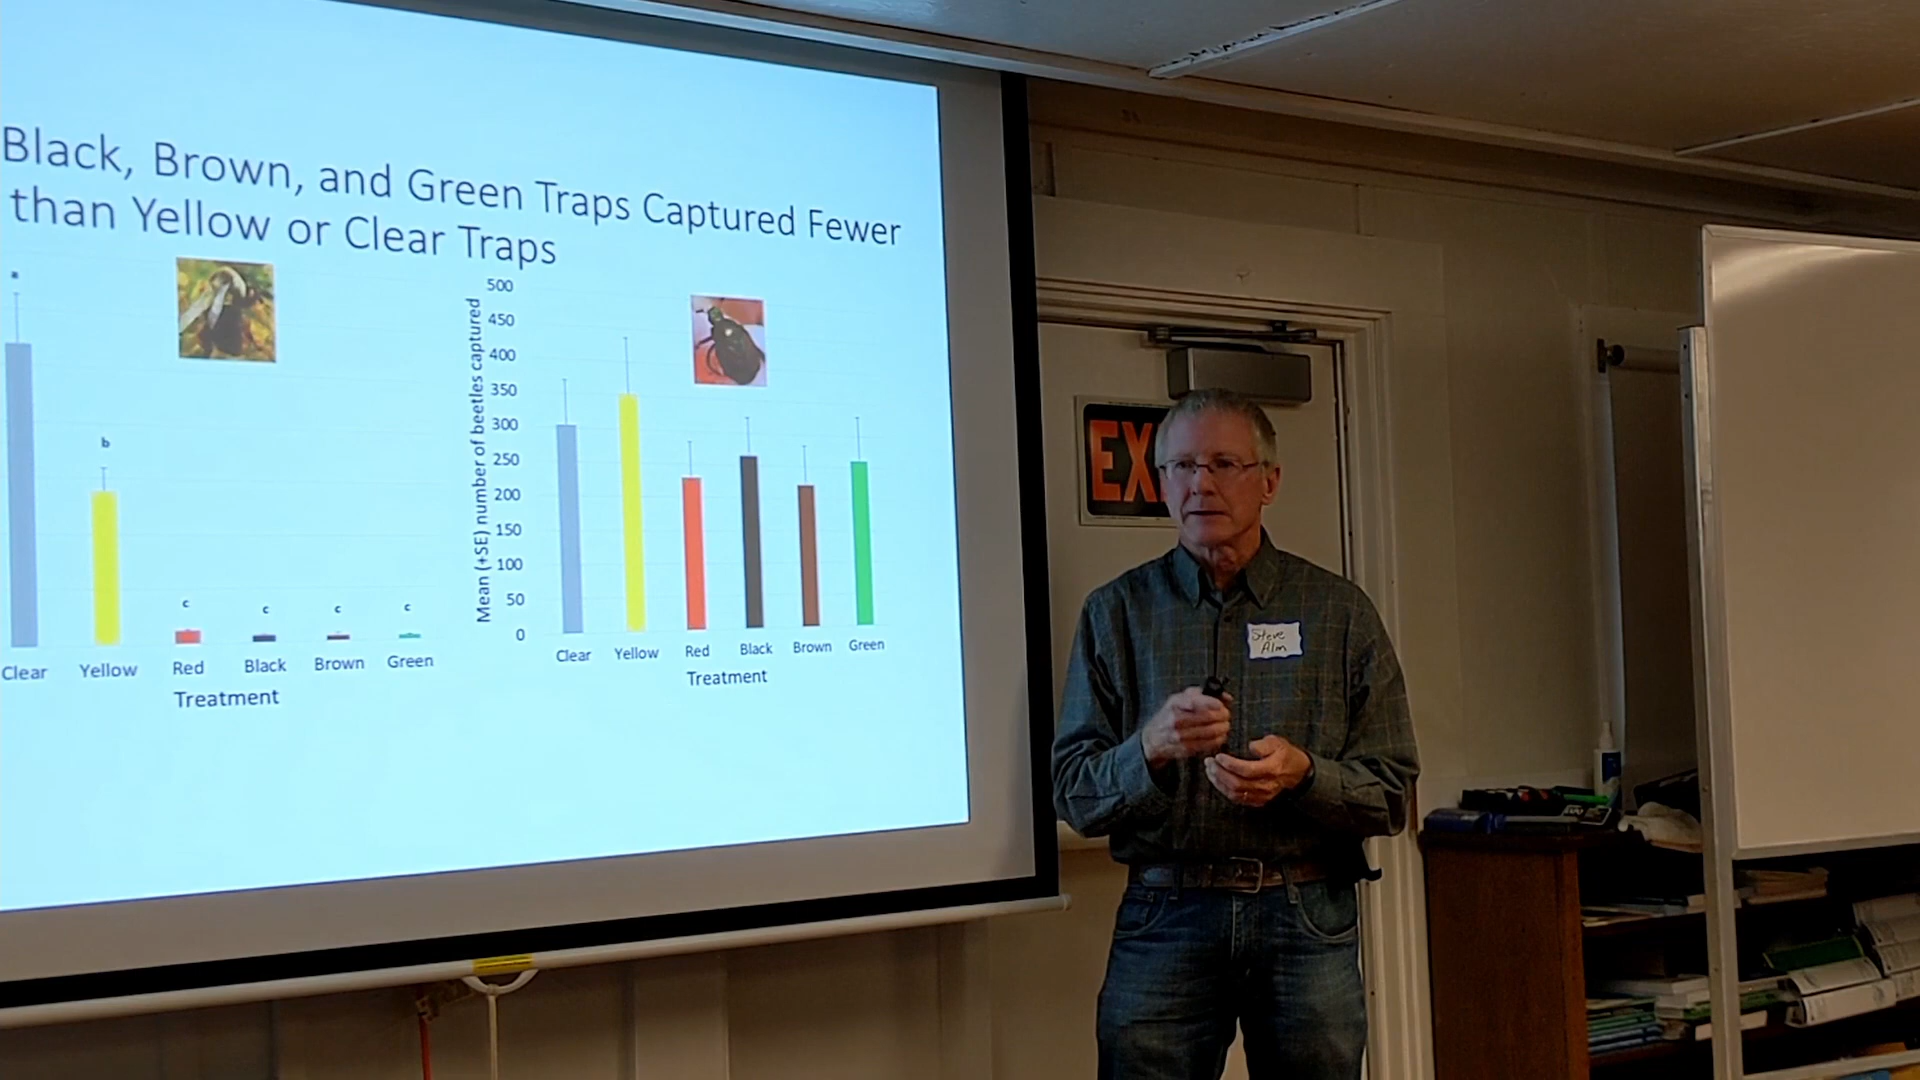 Black, Brown, and Green Traps Captured Fewer
than Yellow or Clear Traps
a
b
c
c
c
c
Clear
Yellow
Red
Black
Brown
Green
Treatment
Mean (+SE) number of beetles captured
500
450
400
350
300
250
200
150
100
50
0
Clear
Yellow
Red
Black
Brown
Green
Treatment
EX
Steve
Alm